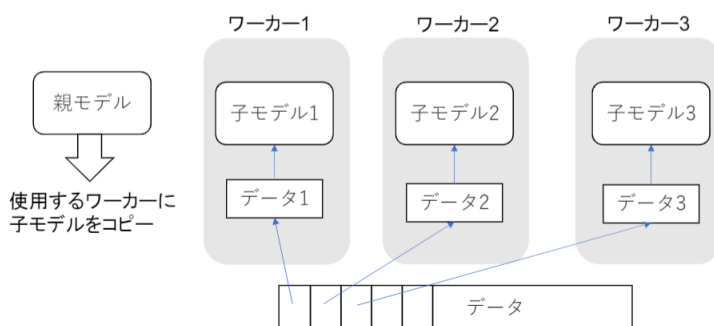 ワーカー1
ワーカー2
ワーカー3
親モデル
子モデル1
子モデル2
子モデル3
使用するワーカーに
子モデルをコピー
データ1
データ2
データ3
データ